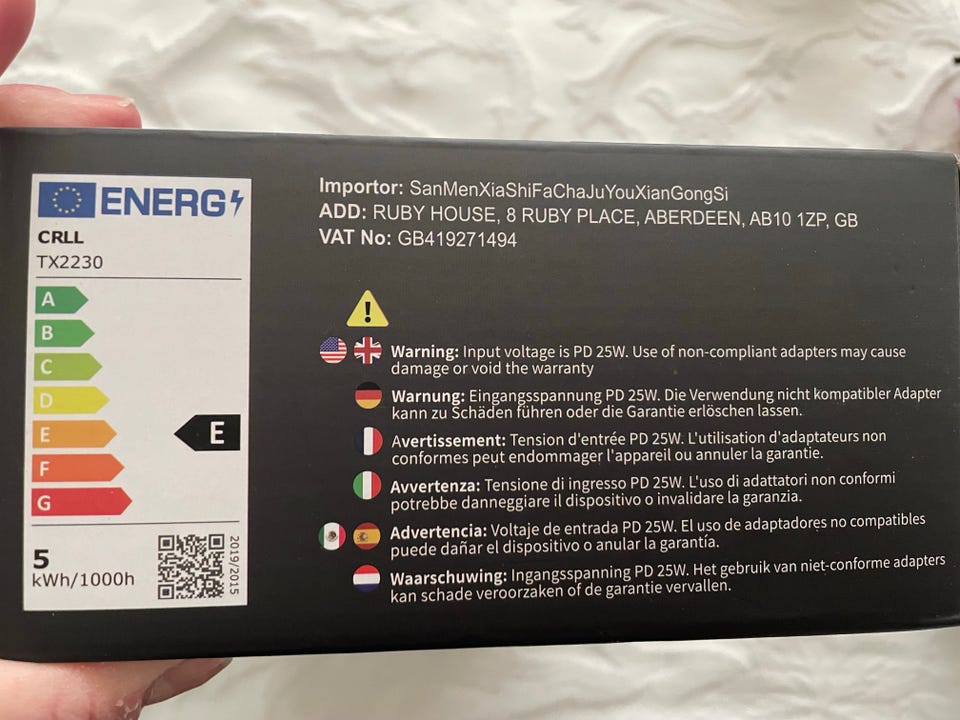 ENERG
CRLL
TX2230
A
B
C
D
E
F
G
E
5
kWh/1000h
2019/2015
Importor: SanMenXiaShiFaChaJuYouXianGongSi
ADD: RUBY HOUSE, 8 RUBY PLACE, ABERDEEN, AB10 1ZP, GB
VAT No: GB419271494
Warning: Input voltage is PD 25W. Use of non-compliant adapters may cause
damage or void the warranty
Warnung: Eingangsspannung PD 25W. Die Verwendung nicht kompatibler Adapter
kann zu Schäden führen oder die Garantie erlöschen lassen.
Avertissement: Tension d'entrée PD 25W. L'utilisation d'adaptateurs non
conformes peut endommager l'appareil ou annuler la garantie.
Avvertenza: Tensione di ingresso PD 25W. L'uso di adattatori non conformi
potrebbe danneggiare il dispositivo o invalidare la garanzia.
Advertencia: Voltaje de entrada PD 25W. El uso de adaptadores no compatibles
puede dañar el dispositivo o anular la garantía.
Waarschuwing: Ingangsspanning PD 25W. Het gebruik van niet-conforme adapters
kan schade veroorzaken of de garantie vervallen.